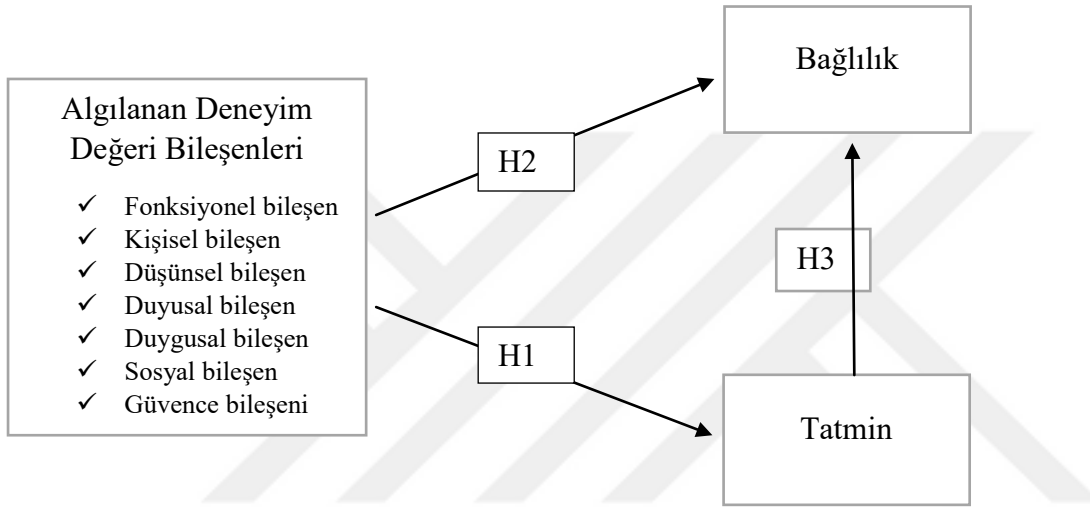 Algılanan Deneyim
Değeri Bileşenleri
✓ Fonksiyonel bileşen
✓ Kişisel bileşen
✓ Düşünsel bileşen
✓ Duyusal bileşen
✓ Duygusal bileşen
✓ Sosyal bileşen
✓ Güvence bileşeni
H2
H1
Bağlılık
H3
Tatmin